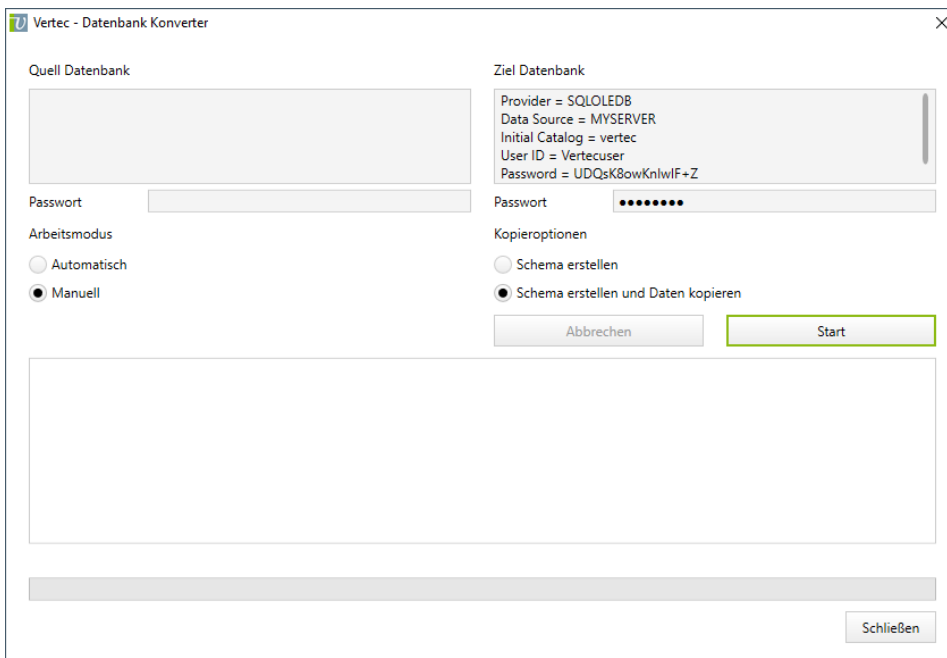 Vertec - Datenbank Konverter
Quell Datenbank
Ziel Datenbank
Provider = SQLOLEDB
Data Source = MYSERVER
Initial Catalog = vertec
User ID = Vertecuser
Password = UDQsK8owKnlwIF+Z
Passwort
Passwort
●●●●●●●●
Arbeitsmodus
Kopieroptionen
Automatisch
Schema erstellen
Manuell
Schema erstellen und Daten kopieren
Abbrechen
Start
Schließen